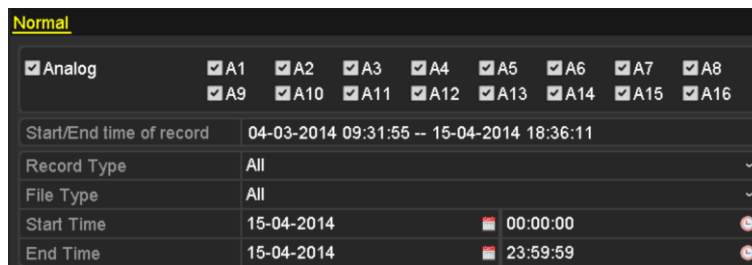 Normal
Analog A1 A2 A3 A4 A5 A6 A7 A8
A9 A10 A11 A12 A13 A14 A15 A16
Start/End time of record 04-03-2014 09:31:55 -- 15-04-2014 18:36:11
Record Type All
File Type All
Start Time 15-04-2014 00:00:00
End Time 15-04-2014 23:59:59